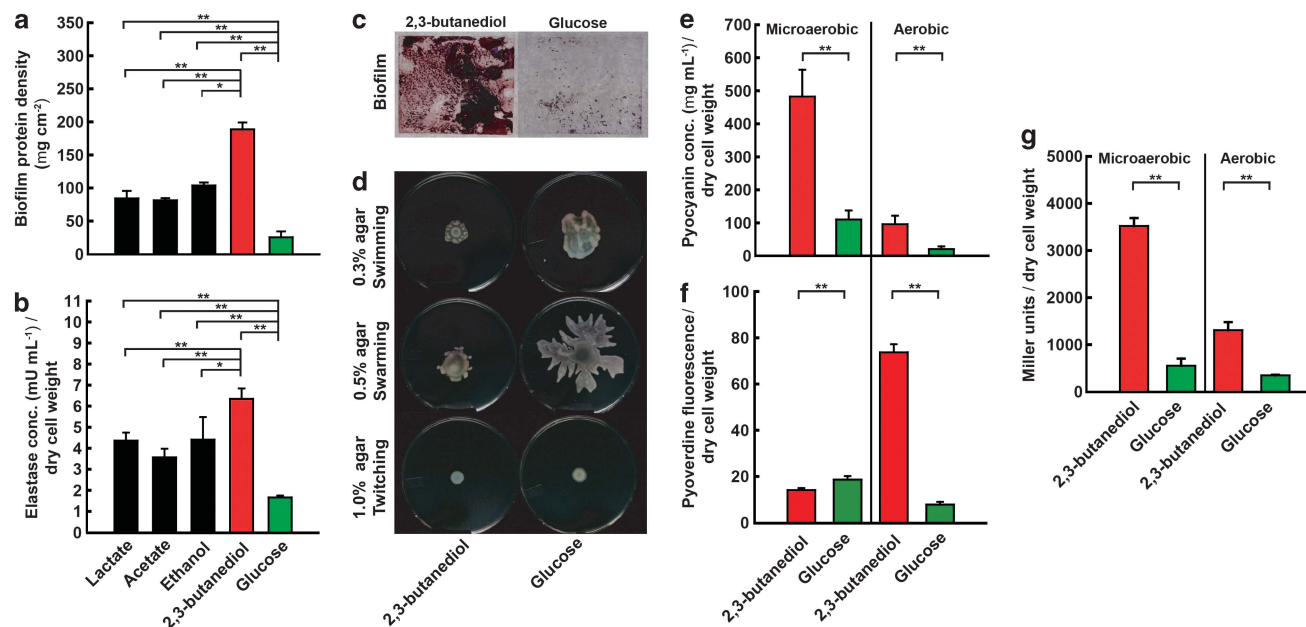 a
**
**
**
**
**
**
*
Biofilm protein density
(mg cm⁻²)
350
300
250
200
150
100
50
0
b
**
**
**
**
**
**
*
Elastase conc. (mU mL⁻¹) /
dry cell weight
11
10
9
8
7
6
5
4
3
2
1
0
Lactate
Acetate
Ethanol
2,3-butanediol
Glucose
c
2,3-butanediol Glucose
Biofilm
d
0.3% agar
Swimming
0.5% agar
Swarming
1.0% agar
Twitching
2,3-butanediol
Glucose
e
Microaerobic Aerobic
** **
Pyocyanin conc. (mg mL⁻¹) /
dry cell weight
700
600
500
400
300
200
100
0
f
** **
Pyoverdine fluorescence/
dry cell weight
100
80
60
40
20
0
2,3-butanediol
Glucose
2,3-butanediol
Glucose
g
Microaerobic Aerobic
** **
Miller units / dry cell weight
5000
4000
3000
2000
1000
0
2,3-butanediol
Glucose
2,3-butanediol
Glucose